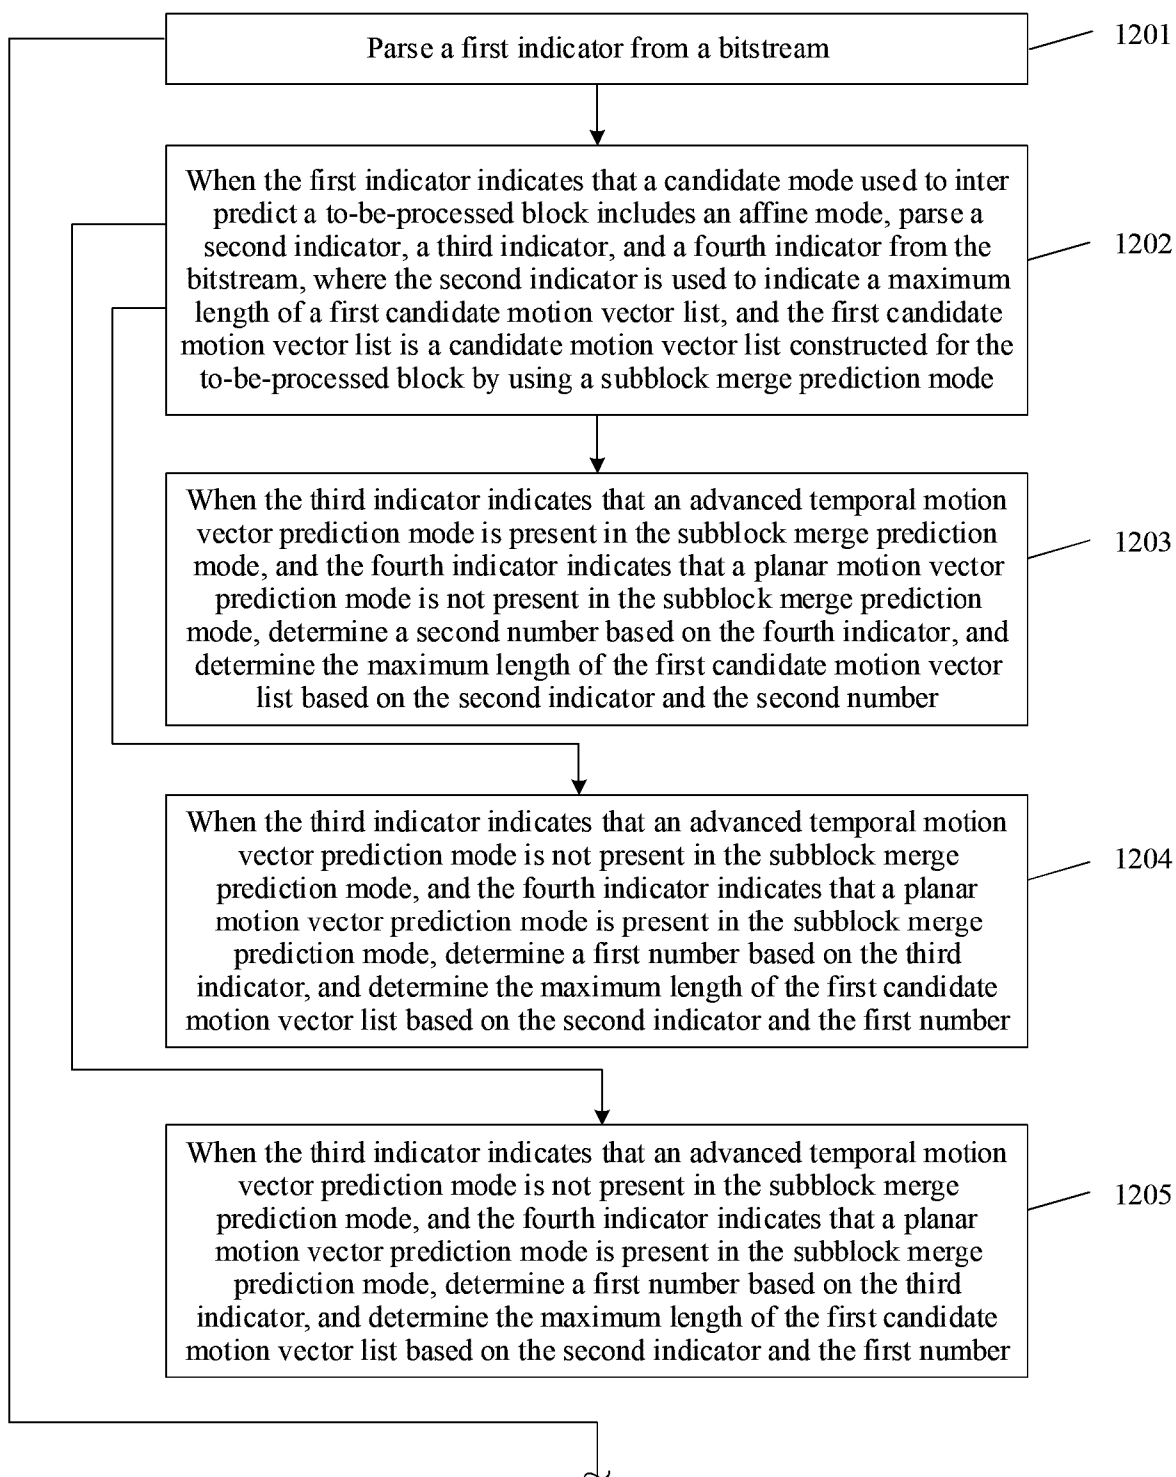 Parse a first indicator from a bitstream
1201
When the first indicator indicates that a candidate mode used to inter
predict a to-be-processed block includes an affine mode, parse a
second indicator, a third indicator, and a fourth indicator from the
bitstream, where the second indicator is used to indicate a maximum
length of a first candidate motion vector list, and the first candidate
motion vector list is a candidate motion vector list constructed for the
to-be-processed block by using a subblock merge prediction mode
1202
When the third indicator indicates that an advanced temporal motion
vector prediction mode is present in the subblock merge prediction
mode, and the fourth indicator indicates that a planar motion vector
prediction mode is not present in the subblock merge prediction
mode, determine a second number based on the fourth indicator, and
determine the maximum length of the first candidate motion vector
list based on the second indicator and the second number
1203
When the third indicator indicates that an advanced temporal motion
vector prediction mode is not present in the subblock merge
prediction mode, and the fourth indicator indicates that a planar
motion vector prediction mode is present in the subblock merge
prediction mode, determine a first number based on the third
indicator, and determine the maximum length of the first candidate
motion vector list based on the second indicator and the first number
1204
When the third indicator indicates that an advanced temporal motion
vector prediction mode is not present in the subblock merge
prediction mode, and the fourth indicator indicates that a planar
motion vector prediction mode is present in the subblock merge
prediction mode, determine a first number based on the third
indicator, and determine the maximum length of the first candidate
motion vector list based on the second indicator and the first number
1205